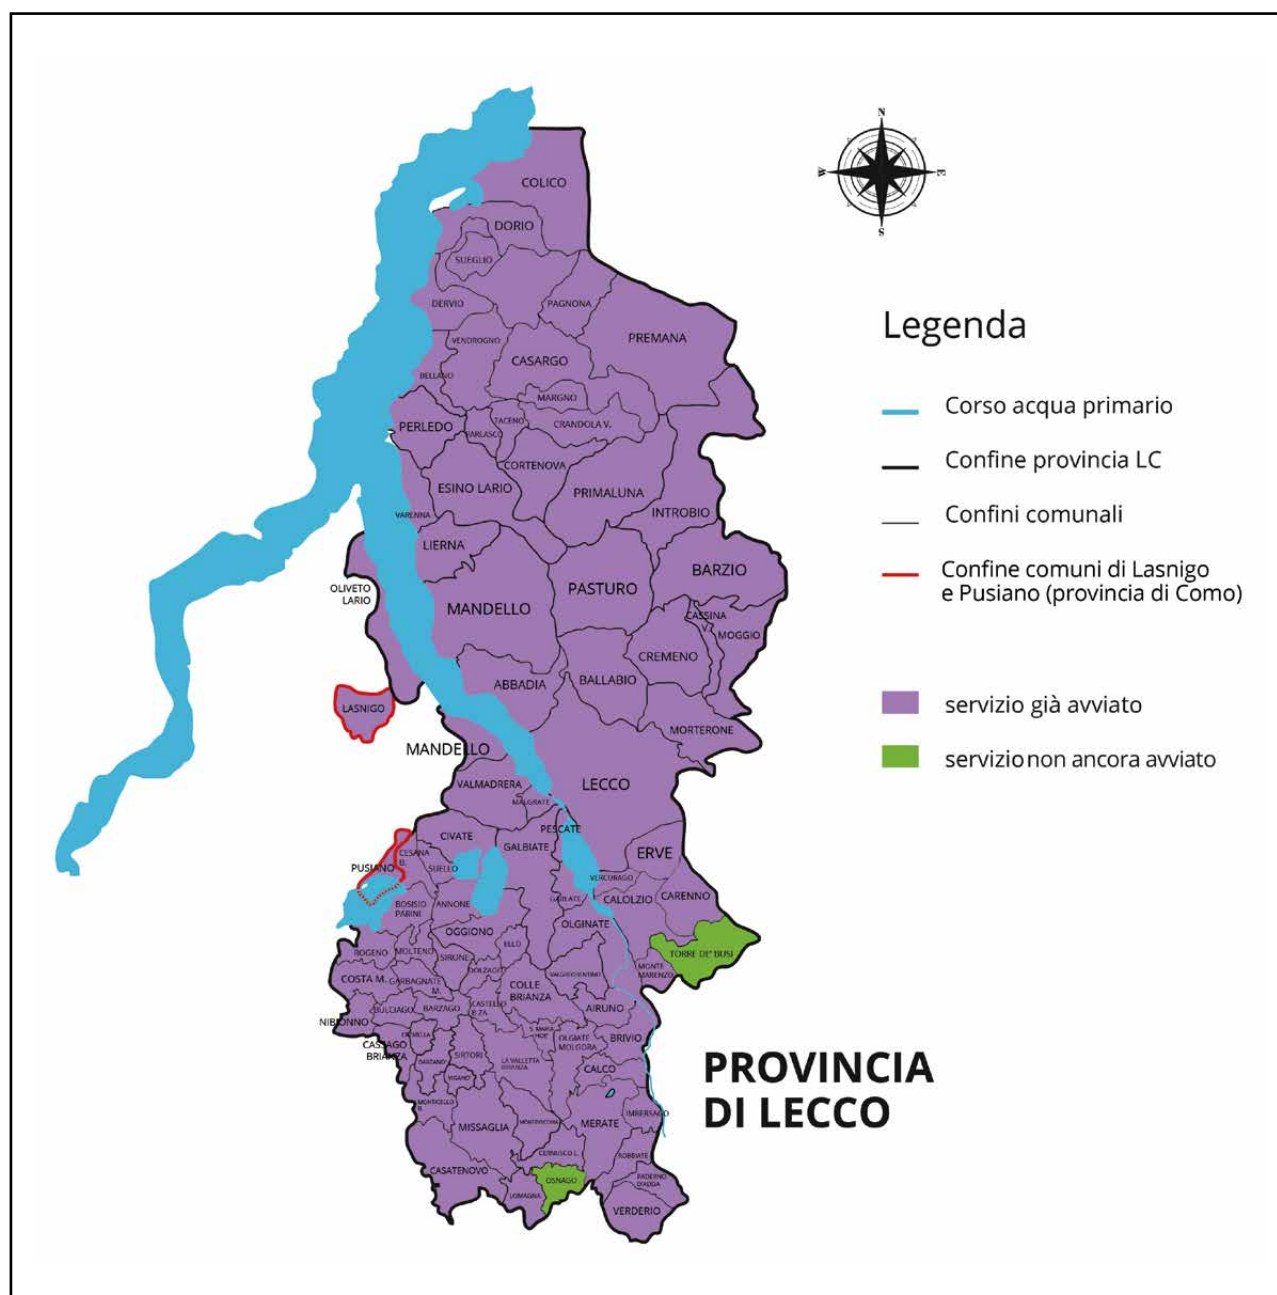 N
W
E
S
COLICO
DORIO
SUEGLIO
DERVIO
PAGNONA
PREMANA
VENDROGNO
CASARGO
BELLANO
MARGNO
PERLEDO
TACENO
CRANDOLA V.
PARLASCO
CORTENOVA
ESINO LARIO
PRIMALUNA
VARENNA
INTROBIO
LIERNA
BARZIO
OLIVETO
LARIO
PASTURO
MANDELLO
CASSINA
V.
MOGGIO
CREMENO
ABBADIA
BALLABIO
LASNIGO
MORTERONE
MANDELLO
LECCO
VALMADRERA
MALGRATE
PESCATE
CIVATE
GALBIATE
ERVE
CESANA
B.
PUSIANO
SUELLO
VERCURAGO
CARENNO
CALOLZIO
BOSISIO
PARINI
ANNONE
GARLATE
OLGINATE
OGGIONO
ELLO
ROGENO
MOLTENO
SIRONE
TORRE DE' BUSI
DOLZAGO
MONTE
MARENZO
VALGREGHENTINO
COSTA M.
GARBAGNATE
M.
COLLE
BRIANZA
AIRUNO
BULCIAGO
BARZAGO
CASTELLO
B.ZA
NIBIONNO
CREMELLA
S. MARIA
HOE'
OLGIATE
MOLGORA
BRIVIO
CASSAGO
BRIANZA
BARZANO'
SIRTORI
LA VALLETTA
BRIANZA
CALCO
VIGANO'
MONTICELLO
B.
MISSAGLIA
MONTEVECCHIA
MERATE
IMBERSAGO
CERNUSCO L.
ROBBIATE
CASATENOVO
OSNAGO
PADERNO
D'ADDA
LOMAGNA
VERDERIO
Legenda
Corso acqua primario
Confine provincia LC
Confini comunali
Confine comuni di Lasnigo
e Pusiano (provincia di Como)
servizio già avviato
servizio non ancora avviato
PROVINCIA
DI LECCO